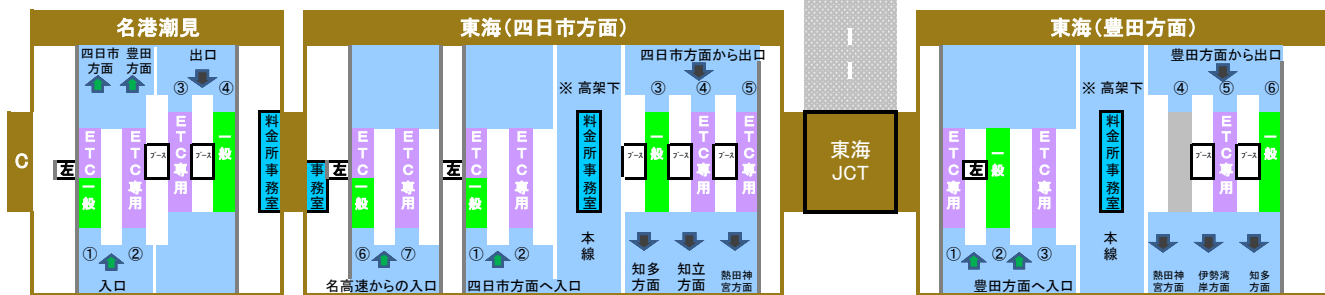 名港潮見
四日市方面
豊田方面
出口
③
④
C
左
ETC一般
ETC専用
ブース
ETC専用
ブース
一般
料金所事務室
①
②
入口
東海(四日市方面)
事務室
左
ETC一般
ETC専用
⑥
⑦
名高速からの入口
左
ETC一般
ETC専用
①
②
四日市方面へ入口
※ 高架下
料金所事務室
本線
四日市方面から出口
③
④
⑤
ブース
一般
ブース
ETC専用
ブース
ETC専用
知多方面
知立方面
熱田神宮方面
東海
JCT
東海(豊田方面)
ETC専用
左
一般
ETC専用
①
②
③
豊田方面へ入口
※ 高架下
料金所事務室
本線
豊田方面から出口
④
⑤
⑥
ブース
ETC専用
ブース
一般
熱田神宮方面
伊勢湾岸方面
知多方面